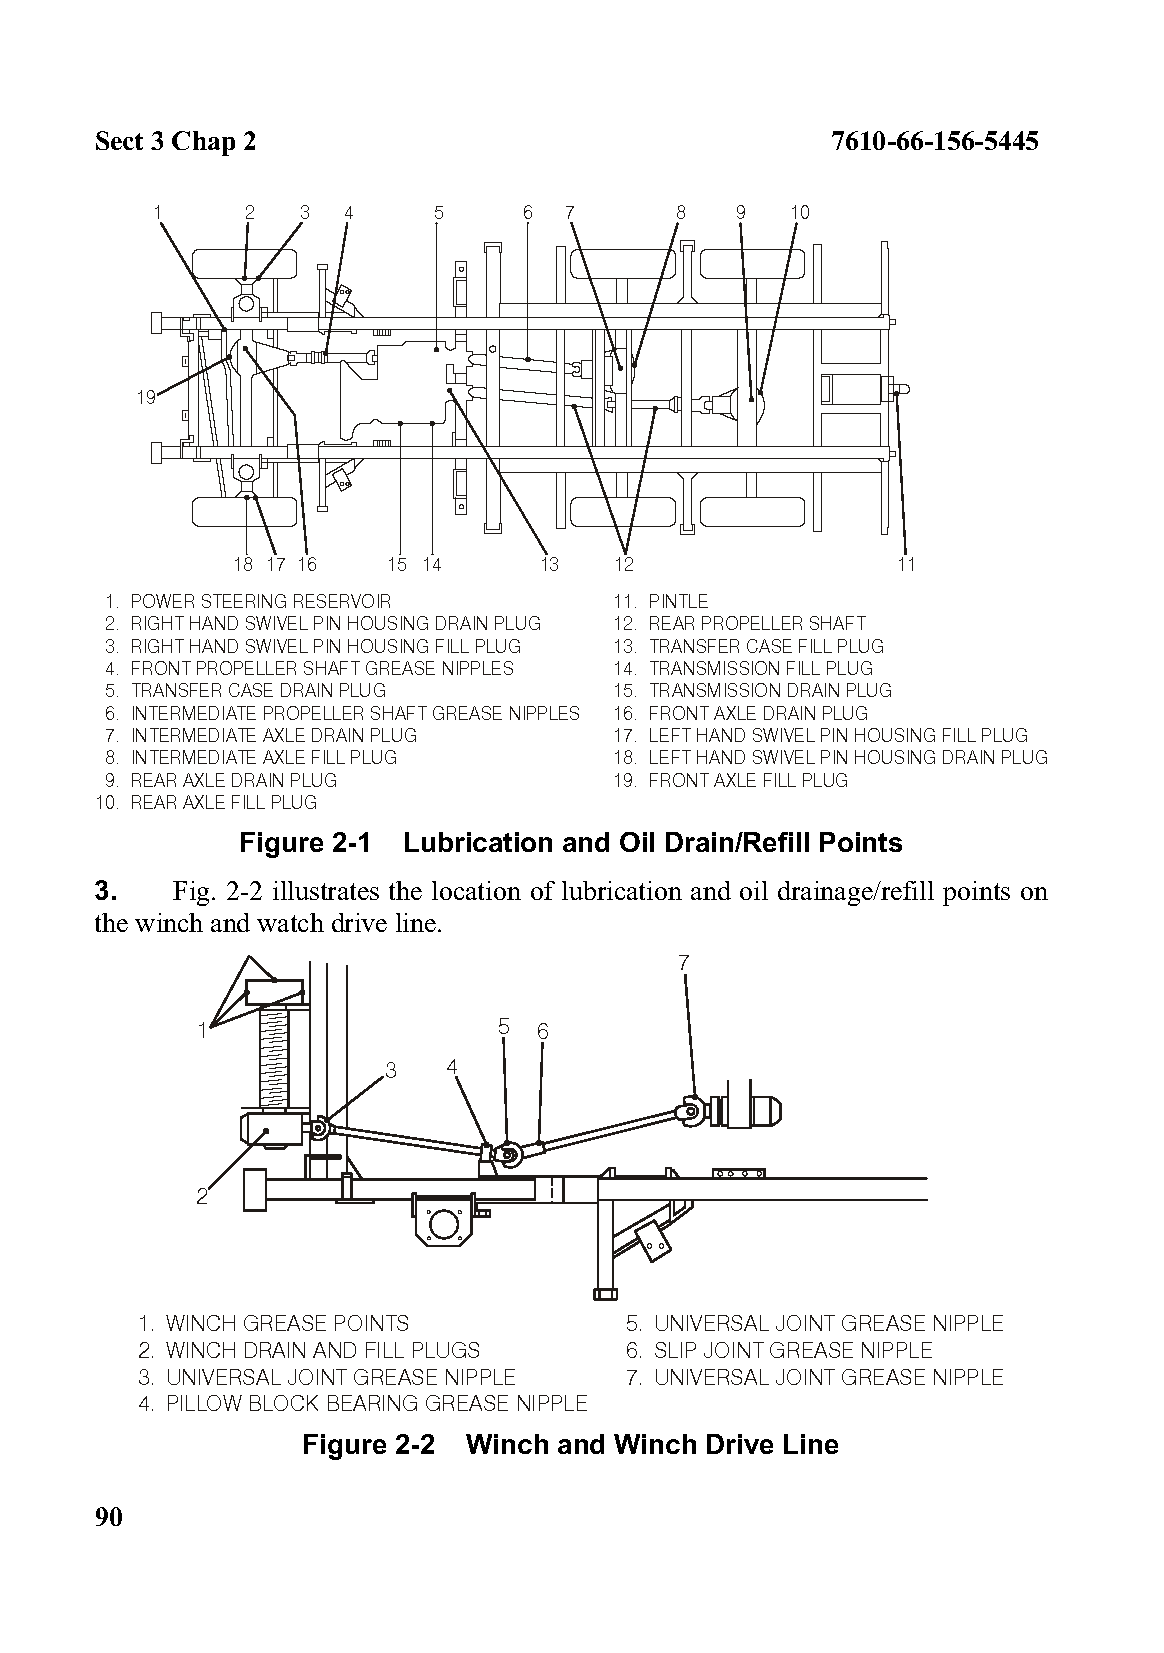 Sect 3 Chap 2 7610-66-156-5445
1 2 3 4 5 6 7 8 9 10
19
18 17 16 15 14 13 12 11
1. POWER STEERING RESERVOIR
2. RIGHT HAND SWIVEL PIN HOUSING DRAIN PLUG
3. RIGHT HAND SWIVEL PIN HOUSING FILL PLUG
4. FRONT PROPELLER SHAFT GREASE NIPPLES
5. TRANSFER CASE DRAIN PLUG
6. INTERMEDIATE PROPELLER SHAFT GREASE NIPPLES
7. INTERMEDIATE AXLE DRAIN PLUG
8. INTERMEDIATE AXLE FILL PLUG
9. REAR AXLE DRAIN PLUG
10. REAR AXLE FILL PLUG
11. PINTLE
12. REAR PROPELLER SHAFT
13. TRANSFER CASE FILL PLUG
14. TRANSMISSION FILL PLUG
15. TRANSMISSION DRAIN PLUG
16. FRONT AXLE DRAIN PLUG
17. LEFT HAND SWIVEL PIN HOUSING FILL PLUG
18. LEFT HAND SWIVEL PIN HOUSING DRAIN PLUG
19. FRONT AXLE FILL PLUG
Figure 2-1 Lubrication and Oil Drain/Refill Points
3. Fig. 2-2 illustrates the location of lubrication and oil drainage/refill points on
the winch and watch drive line.
7
1 5 6
3 4
2
1. WINCH GREASE POINTS
2. WINCH DRAIN AND FILL PLUGS
3. UNIVERSAL JOINT GREASE NIPPLE
4. PILLOW BLOCK BEARING GREASE NIPPLE
5. UNIVERSAL JOINT GREASE NIPPLE
6. SLIP JOINT GREASE NIPPLE
7. UNIVERSAL JOINT GREASE NIPPLE
Figure 2-2 Winch and Winch Drive Line
90